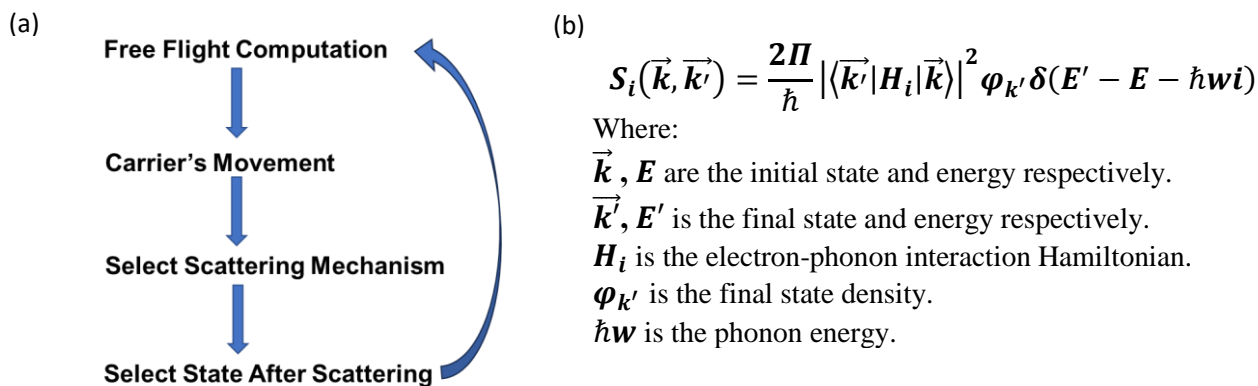 (a)
Free Flight Computation
Carrier's Movement
Select Scattering Mechanism
Select State After Scattering
(b)
S_i(k⃗, k⃗′) = 2Π/ℏ |⟨k⃗′|H_i|k⃗⟩|² φ_k′ δ(E′ − E − ℏwi)
Where:
k⃗ , E are the initial state and energy respectively.
k⃗′, E′ is the final state and energy respectively.
H_i is the electron-phonon interaction Hamiltonian.
φ_k′ is the final state density.
ℏw is the phonon energy.